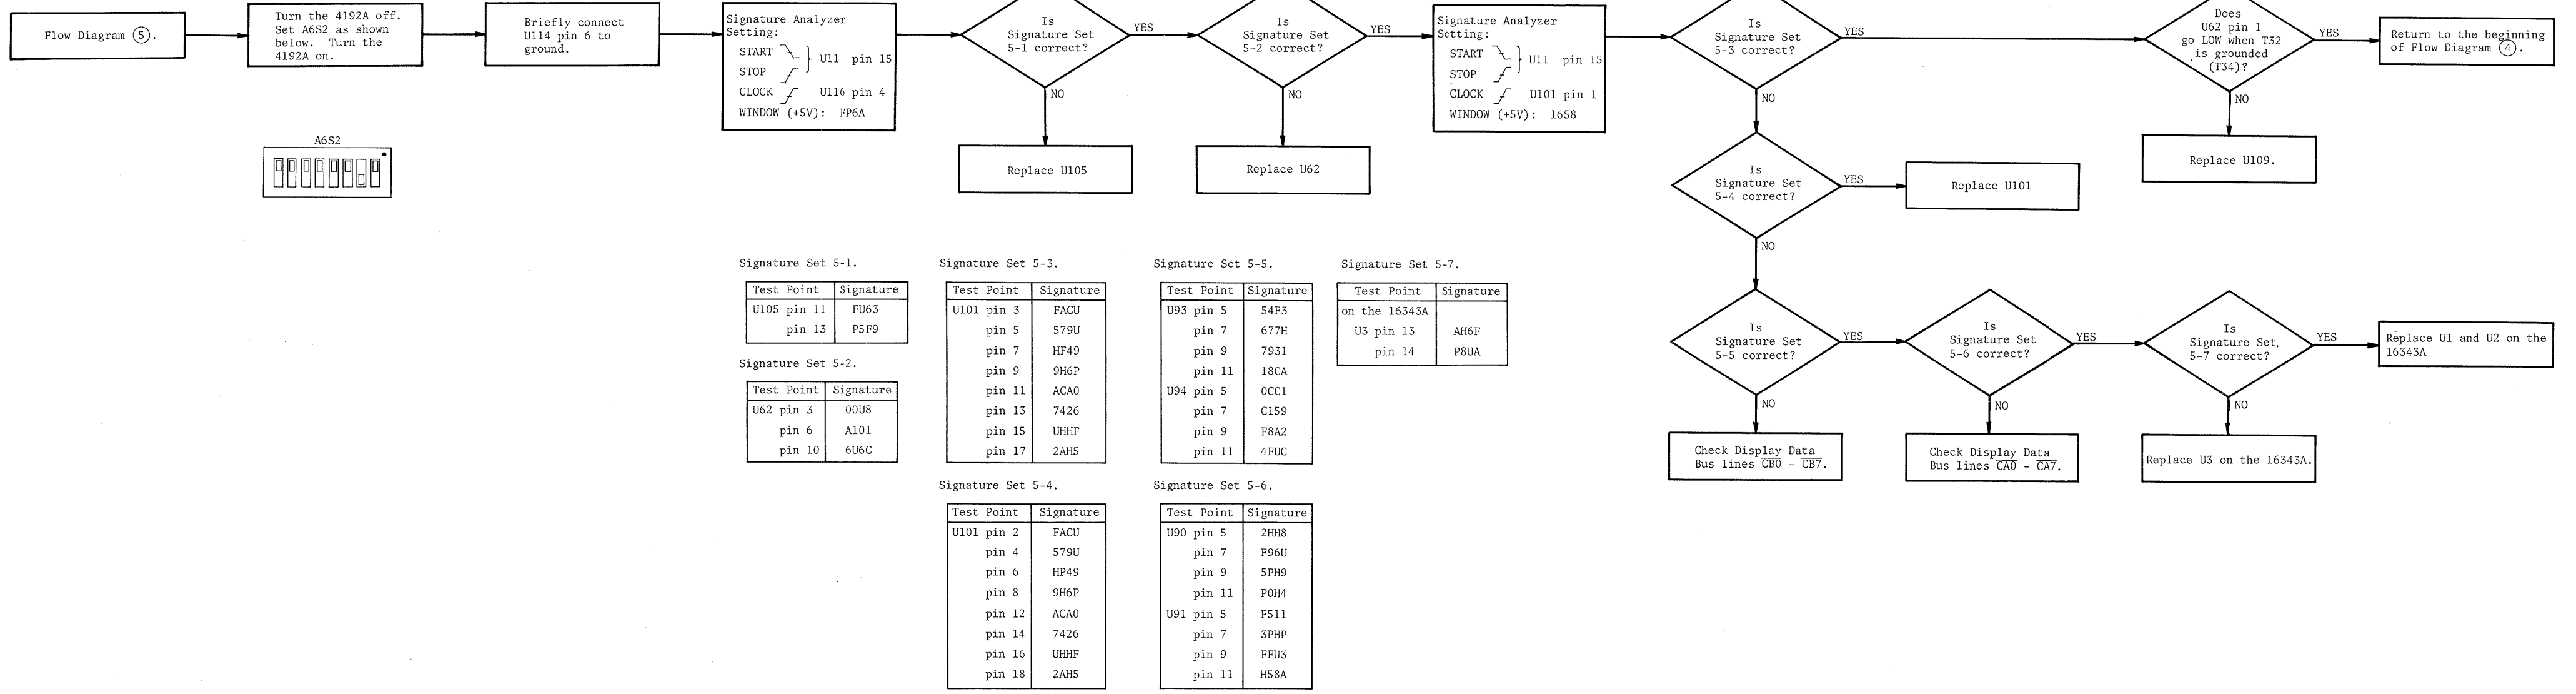 Flow Diagram ⑤.
Turn the 4192A off.
Set A6S2 as shown
below. Turn the
4192A on.
Briefly connect
U114 pin 6 to
ground.
Signature Analyzer
Setting:
START
STOP
U11 pin 15
CLOCK U116 pin 4
WINDOW (+5V): FP6A
Is
Signature Set
5-1 correct?
YES
NO
Replace U105
Is
Signature Set
5-2 correct?
YES
NO
Replace U62
Signature Analyzer
Setting:
START
STOP
U11 pin 15
CLOCK U101 pin 1
WINDOW (+5V): 1658
Is
Signature Set
5-3 correct?
YES
NO
Does
U62 pin 1
go LOW when T32
is grounded
(T34)?
YES
NO
Return to the beginning
of Flow Diagram ④.
Replace U109.
A6S2
Is
Signature Set
5-4 correct?
YES
NO
Replace U101
Is
Signature Set
5-5 correct?
YES
NO
Is
Signature Set
5-6 correct?
YES
NO
Is
Signature Set.
5-7 correct?
YES
NO
Replace U1 and U2 on the
16343A
Check Display Data
Bus lines C̅B̅0̅ - C̅B̅7̅.
Check Display Data
Bus lines C̅A̅0̅ - C̅A̅7̅.
Replace U3 on the 16343A.
Signature Set 5-1.
Test Point Signature
U105 pin 11 FU63
pin 13 P5F9
Signature Set 5-2.
Test Point Signature
U62 pin 3 00U8
pin 6 A101
pin 10 6U6C
Signature Set 5-3.
Test Point Signature
U101 pin 3 FACU
pin 5 579U
pin 7 HF49
pin 9 9H6P
pin 11 ACA0
pin 13 7426
pin 15 UHHF
pin 17 2AH5
Signature Set 5-4.
Test Point Signature
U101 pin 2 FACU
pin 4 579U
pin 6 HP49
pin 8 9H6P
pin 12 ACA0
pin 14 7426
pin 16 UHHF
pin 18 2AH5
Signature Set 5-5.
Test Point Signature
U93 pin 5 54F3
pin 7 677H
pin 9 7931
pin 11 18CA
U94 pin 5 0CC1
pin 7 C159
pin 9 F8A2
pin 11 4FUC
Signature Set 5-6.
Test Point Signature
U90 pin 5 2HH8
pin 7 F96U
pin 9 5PH9
pin 11 P0H4
U91 pin 5 F511
pin 7 3PHP
pin 9 FFU3
pin 11 H58A
Signature Set 5-7.
Test Point Signature
on the 16343A
U3 pin 13 AH6F
pin 14 P8UA